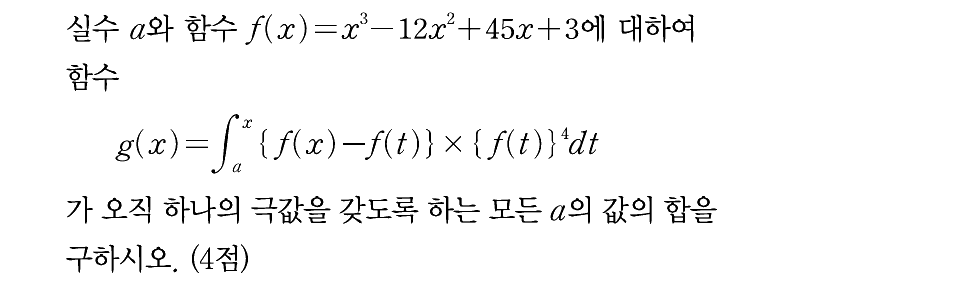 실수 a와 함수 f(x)=x³-12x²+45x+3에 대하여
함수
g(x)=∫ₐˣ{f(x)-f(t)}×{f(t)}⁴dt
가 오직 하나의 극값을 갖도록 하는 모든 a의 값의 합을
구하시오. (4점)